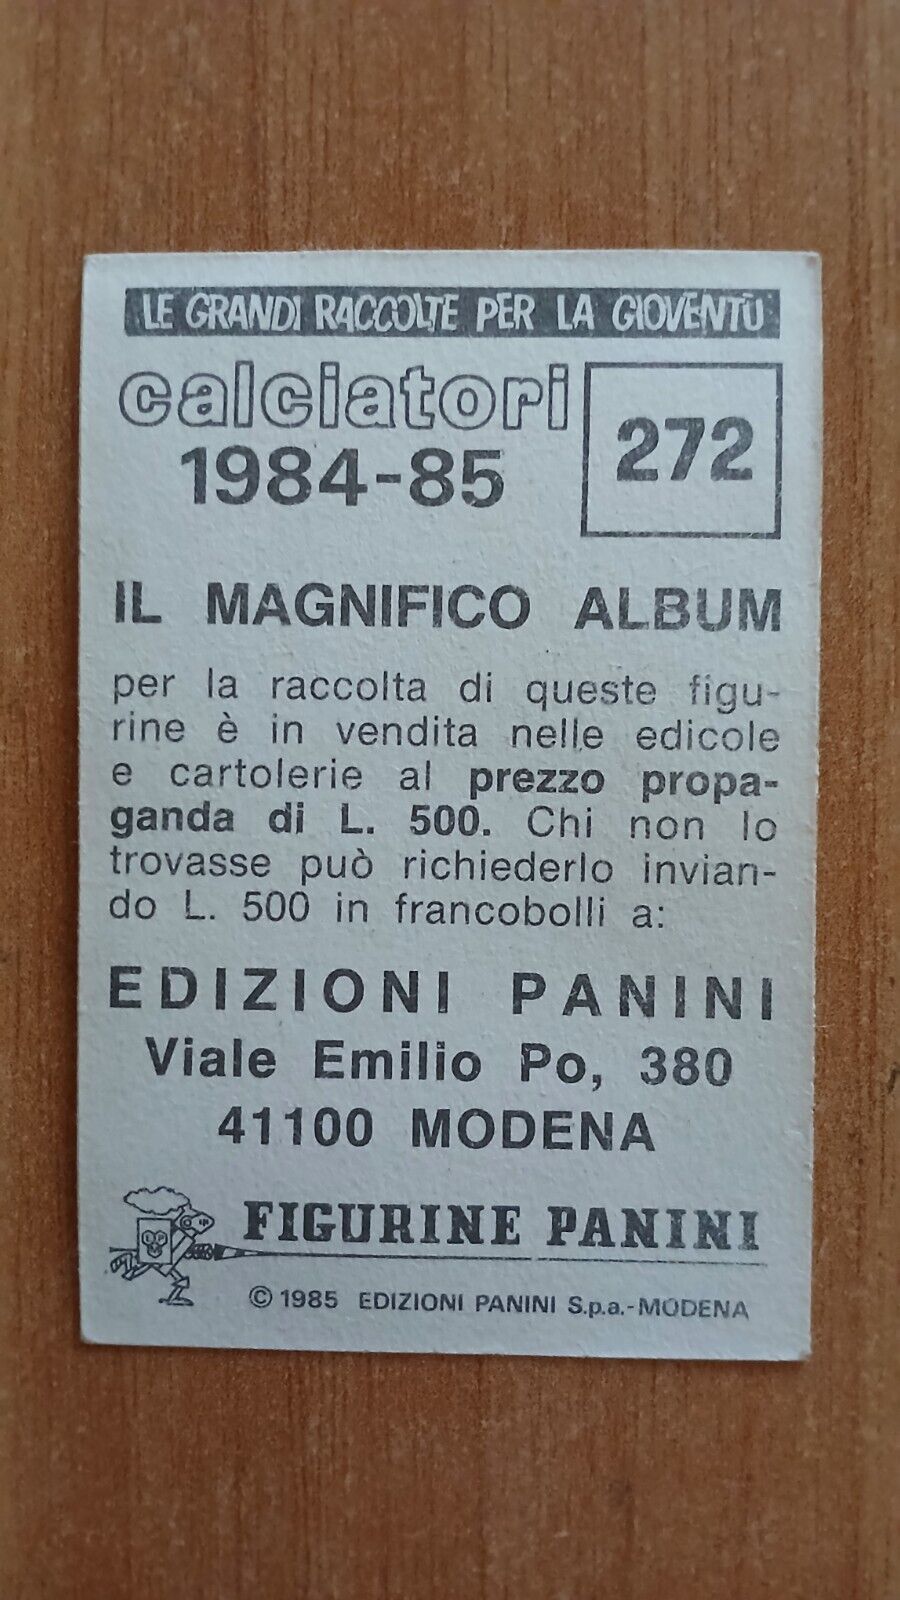 LE GRANDI RACCOLTE PER LA GIOVENTÙ
calciatori
1984-85
272
IL MAGNIFICO ALBUM
per la raccolta di queste figu-
rine è in vendita nelle edicole
e cartolerie al prezzo propa-
ganda di L. 500. Chi non lo
trovasse può richiederlo invian-
do L. 500 in francobolli a:
EDIZIONI PANINI
Viale Emilio Po, 380
41100 MODENA
FIGURINE PANINI
© 1985 EDIZIONI PANINI S.p.a.-MODENA